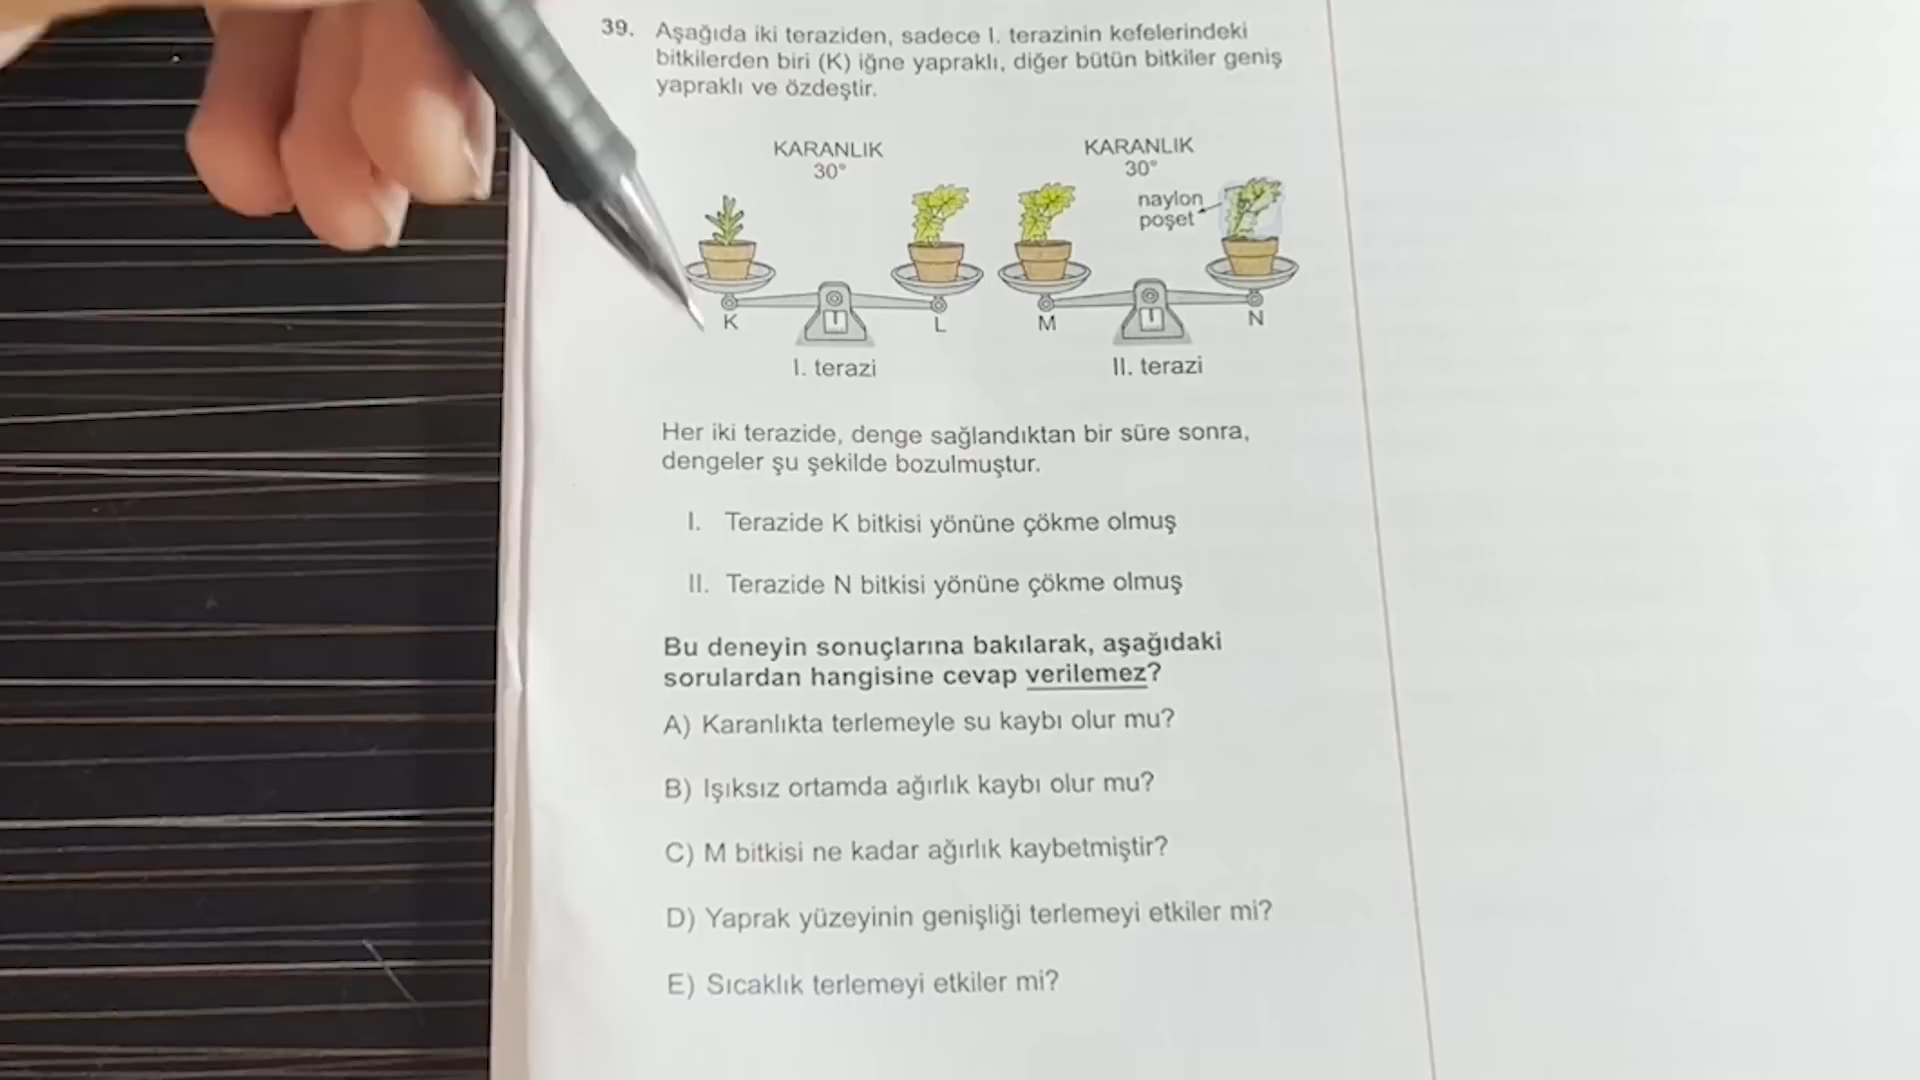 39. Aşağıda iki teraziden, sadece I. terazinin kefelerindeki
bitkilerden biri (K) iğne yapraklı, diğer bütün bitkiler geniş
yapraklı ve özdeştir.
KARANLIK
30°
KARANLIK
30°
naylon
poşet
K
L
M
N
I. terazi
II. terazi
Her iki terazide, denge sağlandıktan bir süre sonra,
dengeler şu şekilde bozulmuştur.
I. Terazide K bitkisi yönüne çökme olmuş
II. Terazide N bitkisi yönüne çökme olmuş
Bu deneyin sonuçlarına bakılarak, aşağıdaki
sorulardan hangisine cevap verilemez?
A) Karanlıkta terlemeyle su kaybı olur mu?
B) Işıksız ortamda ağırlık kaybı olur mu?
C) M bitkisi ne kadar ağırlık kaybetmiştir?
D) Yaprak yüzeyinin genişliği terlemeyi etkiler mi?
E) Sıcaklık terlemeyi etkiler mi?